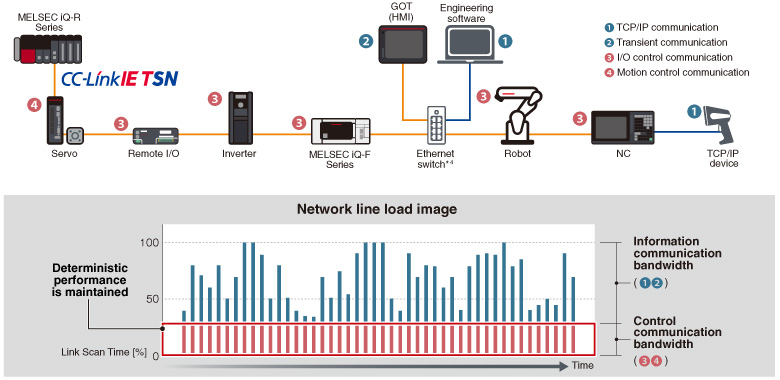 MELSEC iQ-R
Series
CC-Link IE TSN
GOT
(HMI)
Engineering
software
2
1
1 TCP/IP communication
2 Transient communication
3 I/O control communication
4 Motion control communication
4
3
3
3
3
3
1
Servo
Remote I/O
Inverter
MELSEC iQ-F
Series
Ethernet
switch*4
Robot
NC
TCP/IP
device
Network line load image
100
50
0
Deterministic
performance
is maintained
Link Scan Time [%]
Time
Information
communication
bandwidth
(1 2)
Control
communication
bandwidth
(3 4)